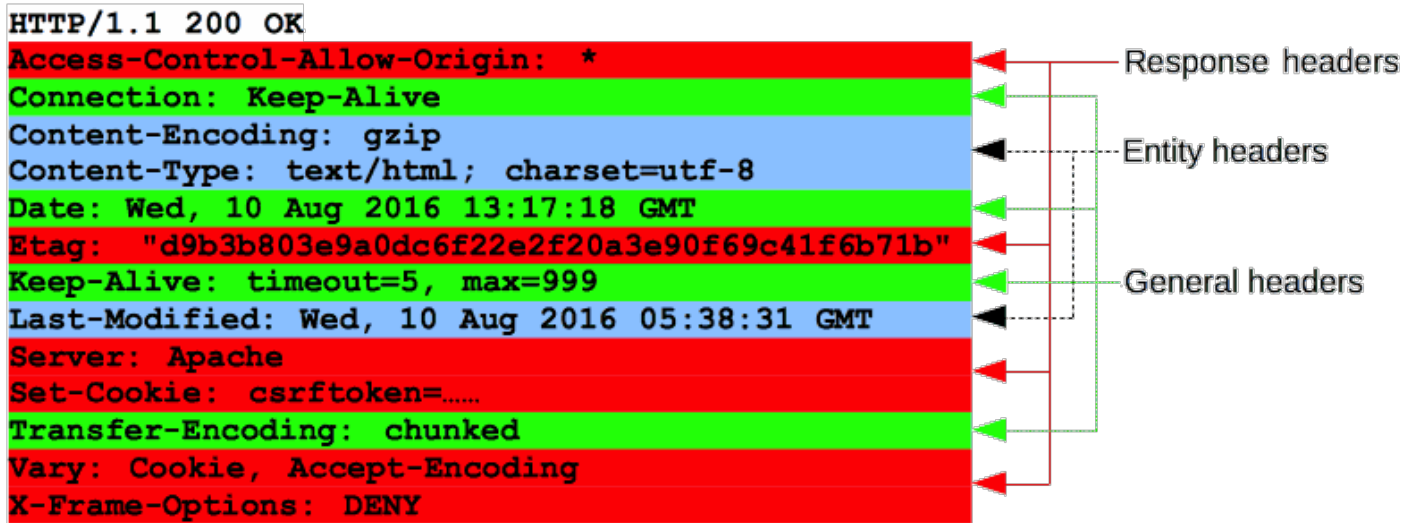 HTTP/1.1 200 OK
Access-Control-Allow-Origin: *
Connection: Keep-Alive
Content-Encoding: gzip
Content-Type: text/html; charset=utf-8
Date: Wed, 10 Aug 2016 13:17:18 GMT
Etag: "d9b3b803e9a0dc6f22e2f20a3e90f69c41f6b71b"
Keep-Alive: timeout=5, max=999
Last-Modified: Wed, 10 Aug 2016 05:38:31 GMT
Server: Apache
Set-Cookie: csrftoken=……
Transfer-Encoding: chunked
Vary: Cookie, Accept-Encoding
X-Frame-Options: DENY
Response headers
Entity headers
General headers